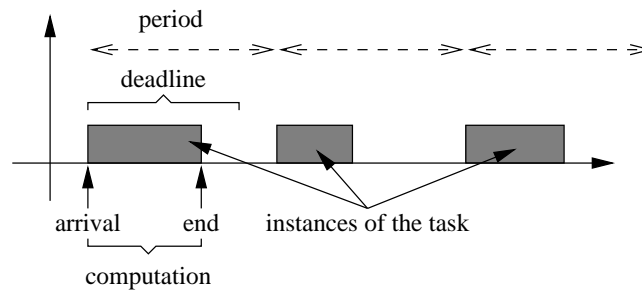 period
deadline
arrival end instances of the task
computation